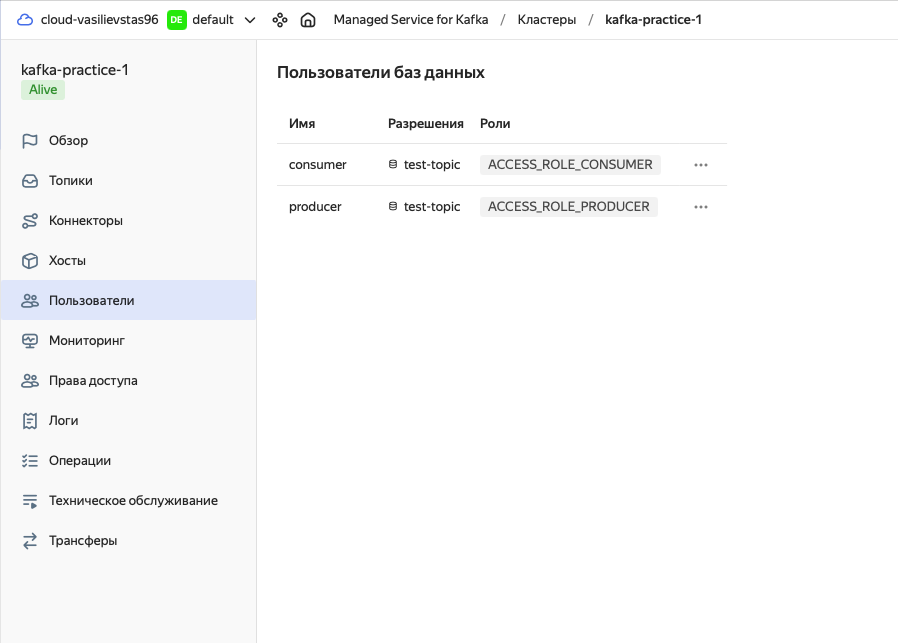 cloud-vasilievstas96 DE default Managed Service for Kafka / Кластеры / kafka-practice-1
kafka-practice-1
Alive
Обзор
Топики
Коннекторы
Хосты
Пользователи
Мониторинг
Права доступа
Логи
Операции
Техническое обслуживание
Трансферы
Пользователи баз данных
Имя Разрешения Роли
consumer test-topic ACCESS_ROLE_CONSUMER
producer test-topic ACCESS_ROLE_PRODUCER